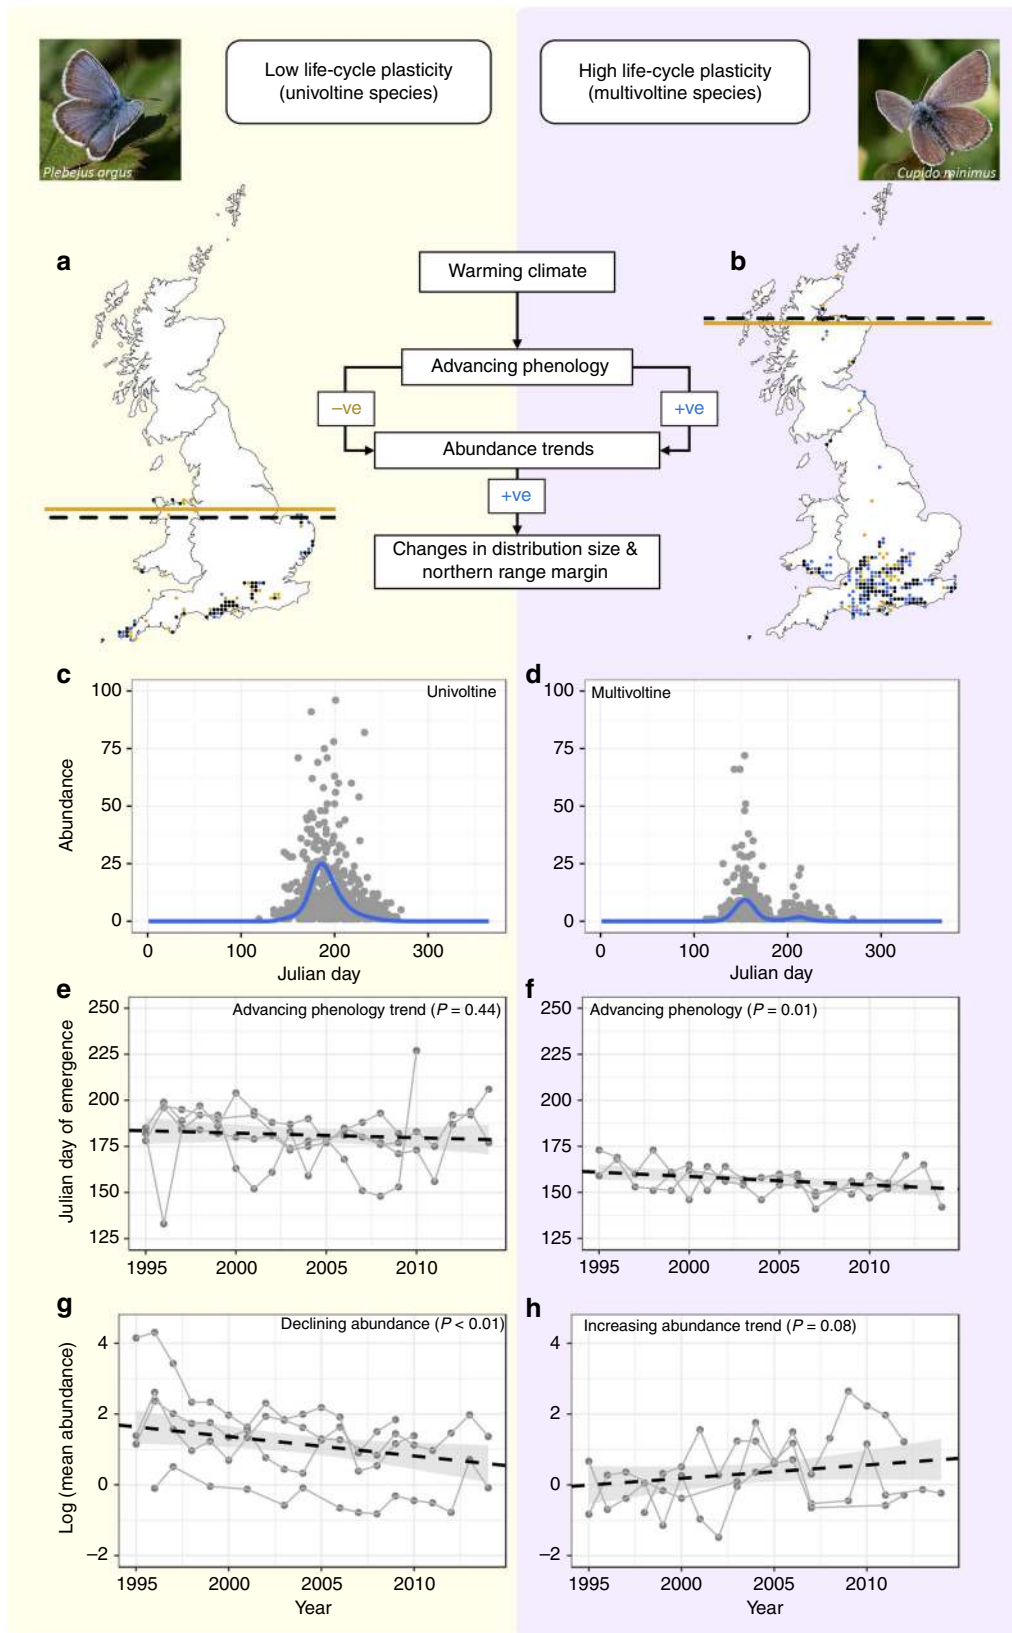 Low life-cycle plasticity
(univoltine species)
High life-cycle plasticity
(multivoltine species)
Plebejus argus
Cupido minimus
a
b
Warming climate
Advancing phenology
–ve
+ve
Abundance trends
+ve
Changes in distribution size &
northern range margin
c
Univoltine
100
75
50
25
0
Abundance
0 100 200 300
Julian day
d
Multivoltine
100
75
50
25
0
0 100 200 300
Julian day
e
Advancing phenology trend (P = 0.44)
250
225
200
175
150
125
Julian day of emergence
1995 2000 2005 2010
f
Advancing phenology (P = 0.01)
250
225
200
175
150
125
1995 2000 2005 2010
g
Declining abundance (P < 0.01)
4
2
0
–2
Log (mean abundance)
1995 2000 2005 2010
Year
h
Increasing abundance trend (P = 0.08)
4
2
0
–2
1995 2000 2005 2010
Year